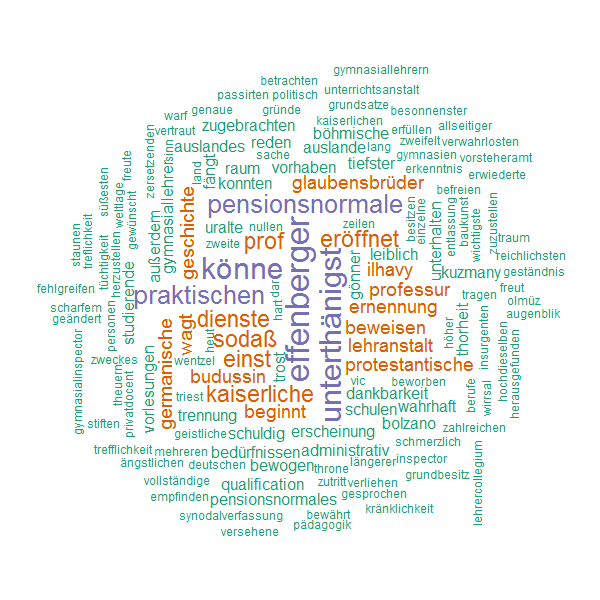 gymnasiallehrern
betrachten
unterrichtsanstalt
passirten politisch
genaue gründe grundsatze besonnenster
warf zugebrachten kaiserlichen allseitiger
vertraut böhmische erfüllen
auslandes reden auslande lang zweifelt verwahrlosten
zersetzenden sinn sache gymnasien vorsteheramt
freute gymnasiallehrer land fängt raum vorhaben tiefster erkenntnis erwiederte
süßesten konnten glaubensbrüder befreien
weltlage gewünscht geschichte pensionsnormale besitzen einzelne unterhalten entlassung baukunst wichtigste zuzustellen
staunen treflichkeit außerdem uralte nullen zeilen traum
tüchtigkeit herzustellen zweite prof effenberger eröffnet reichlichsten
studierende könne unterthänigst gönner leiblich kuzmany geständnis
fehlgreifen hart dar ilhavy
praktischen professur tragen freut
scharfem olmüz
geändert personen wagt dienste ernennung höher thorheit insurgenten augenblik
gymnasialinspector germanische heut sodaß beweisen hochdieselben
zweckes vorlesungen wentzel einst trost lehranstalt herausgefunden
theuern privatdocent budussin protestantische
triest kaiserliche vic beworben berufe wirrsal
stiften trennung beginnt dankbarkeit
schulen wahrhaft
geistliche schuldig erscheinung bolzano zahlreichen
trefflichkeit mehreren bedürfnissen administrativ schmerzlich
ängstlichen deutschen bewogen throne längerer inspector
vollständige qualification zutritt verliehen grundbesitz
empfinden pensionsnormales gesprochen lehrercollegium
synodalverfassung bewährt kränklichkeit
versehene pädagogik